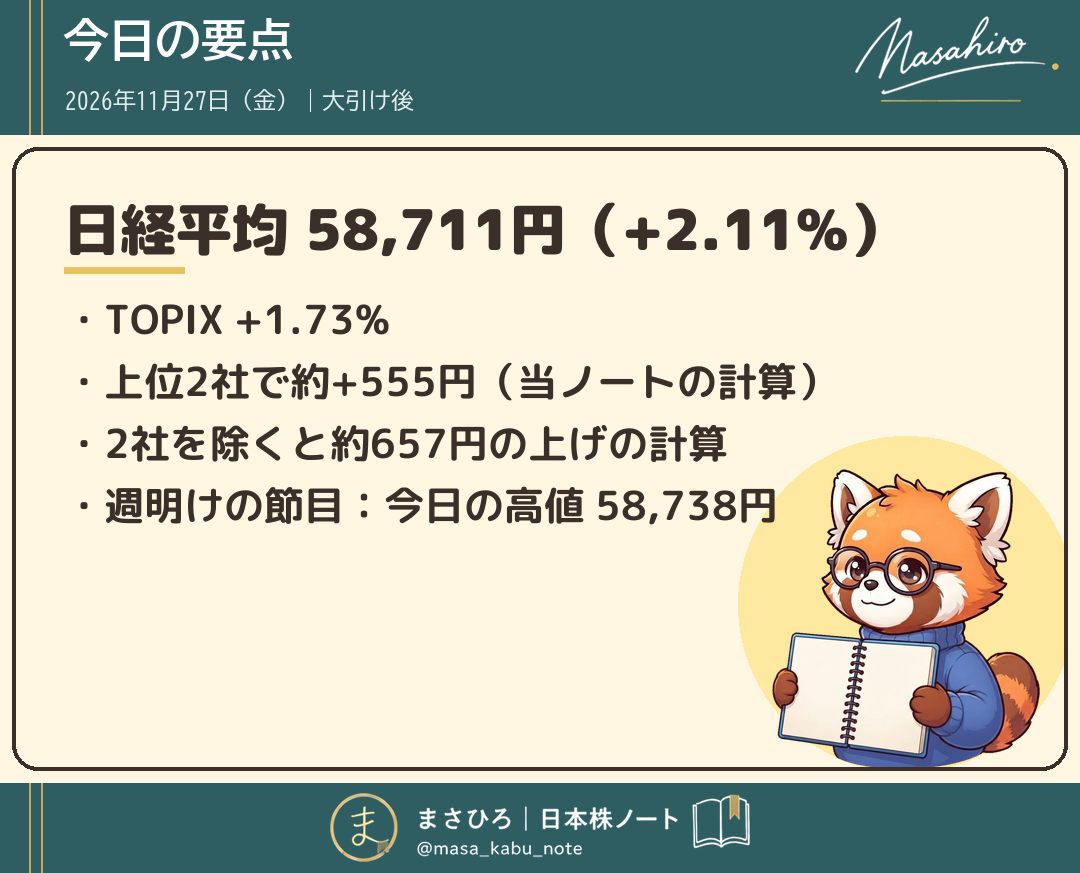 今日の要点
Masahiro
2026年11月27日（金）｜大引け後
日経平均 58,711円（+2.11%）
・TOPIX +1.73%
・上位2社で約+555円（当ノートの計算）
・2社を除くと約657円の上げの計算
・週明けの節目：今日の高値 58,738円
ま
まさひろ｜日本株ノート
@masa_kabu_note